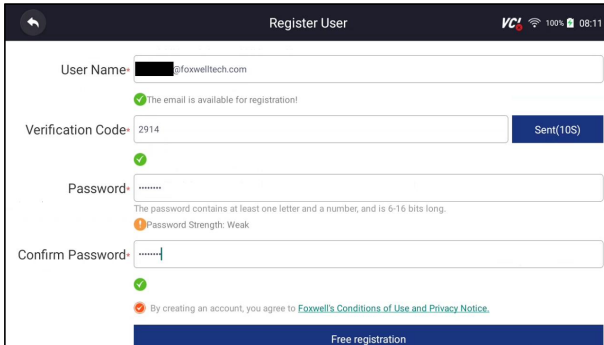 Register User
VCI 100% 08:11
User Name* @foxwelltech.com
The email is available for registration!
Verification Code* 2914 Sent(10S)
Password* ········
The password contains at least one letter and a number, and is 6-16 bits long.
Password Strength: Weak
Confirm Password* ········
By creating an account, you agree to Foxwell's Conditions of Use and Privacy Notice.
Free registration